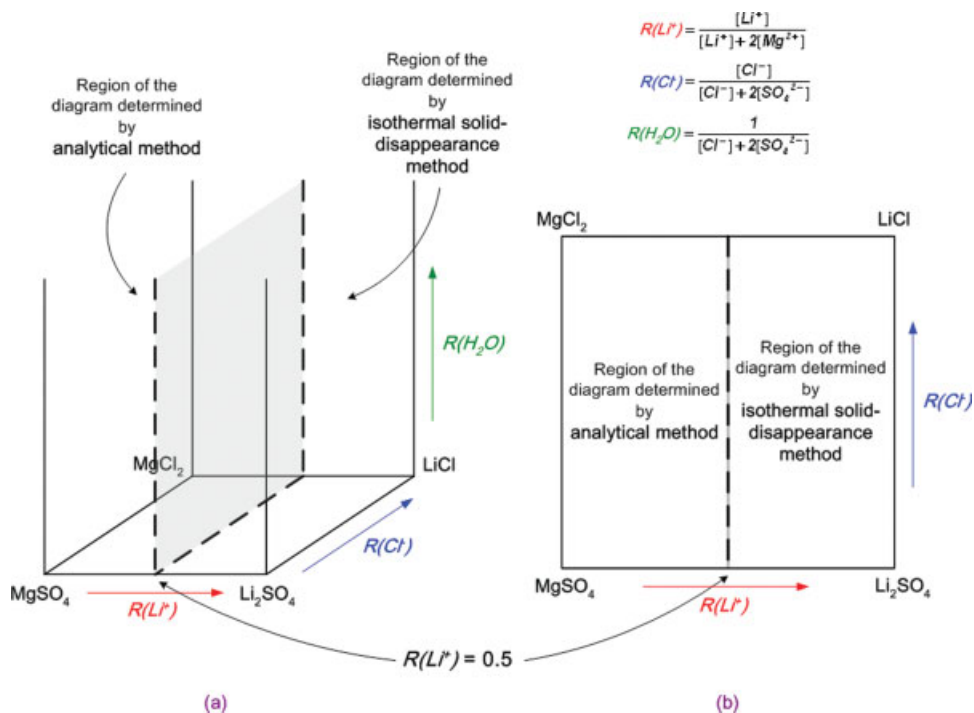 Region of the
diagram determined
by
analytical method
Region of the
diagram determined
by
isothermal solid-
disappearance
method
R(Li⁺)= [Li⁺] / [Li⁺]+2[Mg²⁺]
R(Cl⁻)= [Cl⁻] / [Cl⁻]+2[SO₄²⁻]
R(H₂O)= 1 / [Cl⁻]+2[SO₄²⁻]
MgCl₂
LiCl
MgSO₄
Li₂SO₄
R(H₂O)
R(Cl⁻)
R(Li⁺)
MgCl₂
LiCl
Region of the
diagram determined
by
analytical method
Region of the
diagram determined
by
isothermal solid-
disappearance
method
R(Cl⁻)
MgSO₄
Li₂SO₄
R(Li⁺)
R(Li⁺) = 0.5
(a)
(b)